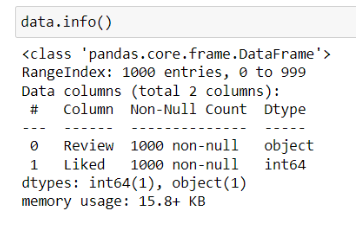 data.info()
<class 'pandas.core.frame.DataFrame'>
RangeIndex: 1000 entries, 0 to 999
Data columns (total 2 columns):
 #   Column  Non-Null Count  Dtype
---  ------  --------------  -----
 0   Review  1000 non-null   object
 1   Liked   1000 non-null   int64
dtypes: int64(1), object(1)
memory usage: 15.8+ KB